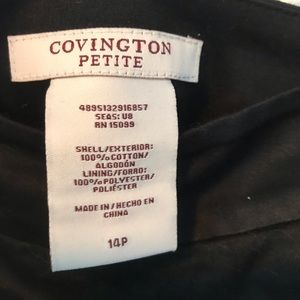 COVINGTON
PETITE
4895132916857
SEAS: U8
RN 15099
SHELL/EXTERIOR:
100% COTTON/
ALGODÓN
LINING/FORRO:
100% POLYESTER/
POLIÉSTER
MADE IN / HECHO EN
CHINA
14P